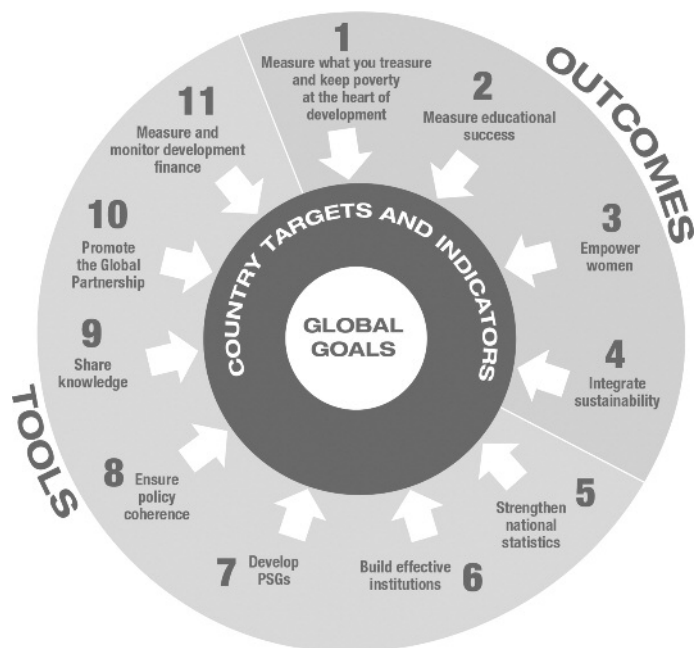 OUTCOMES
1
Measure what you treasure
and keep poverty
at the heart of
development
2
Measure educational
success
3
Empower
women
4
Integrate
sustainability
5
Strengthen
national
statistics
6
Build effective
institutions
7
Develop
PSGs
8
Ensure
policy
coherence
9
Share
knowledge
10
Promote
the Global
Partnership
11
Measure and
monitor development
finance
TOOLS
COUNTRY TARGETS AND INDICATORS
GLOBAL
GOALS